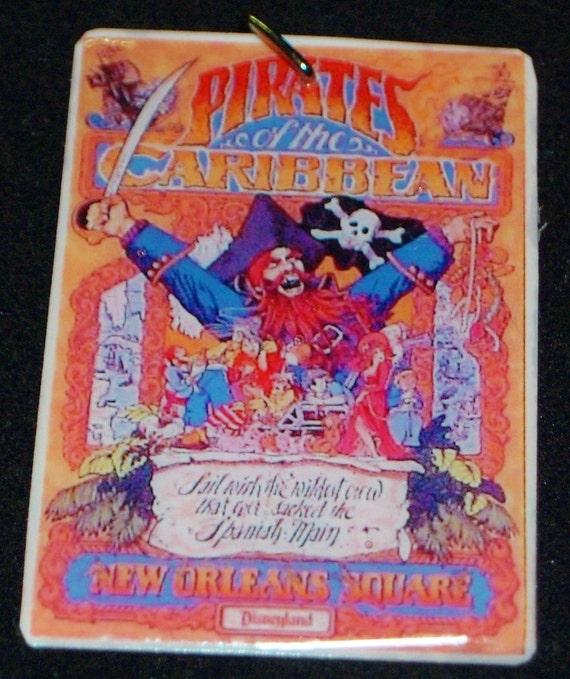 PIRATES
of the
CARIBBEAN
Sail with the wildest crew
that ever sacked the
Spanish Main
NEW ORLEANS SQUARE
Disneyland